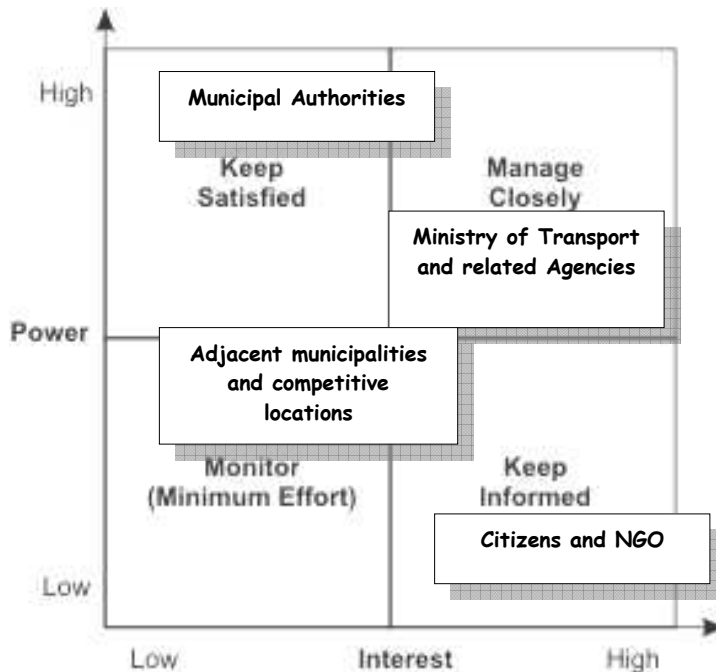 High
Municipal Authorities
Keep
Satisfied
Manage
Closely
Ministry of Transport
and related Agencies
Power
Adjacent municipalities
and competitive
locations
Monitor
(Minimum Effort)
Keep
Informed
Citizens and NGO
Low
Low
Interest
High